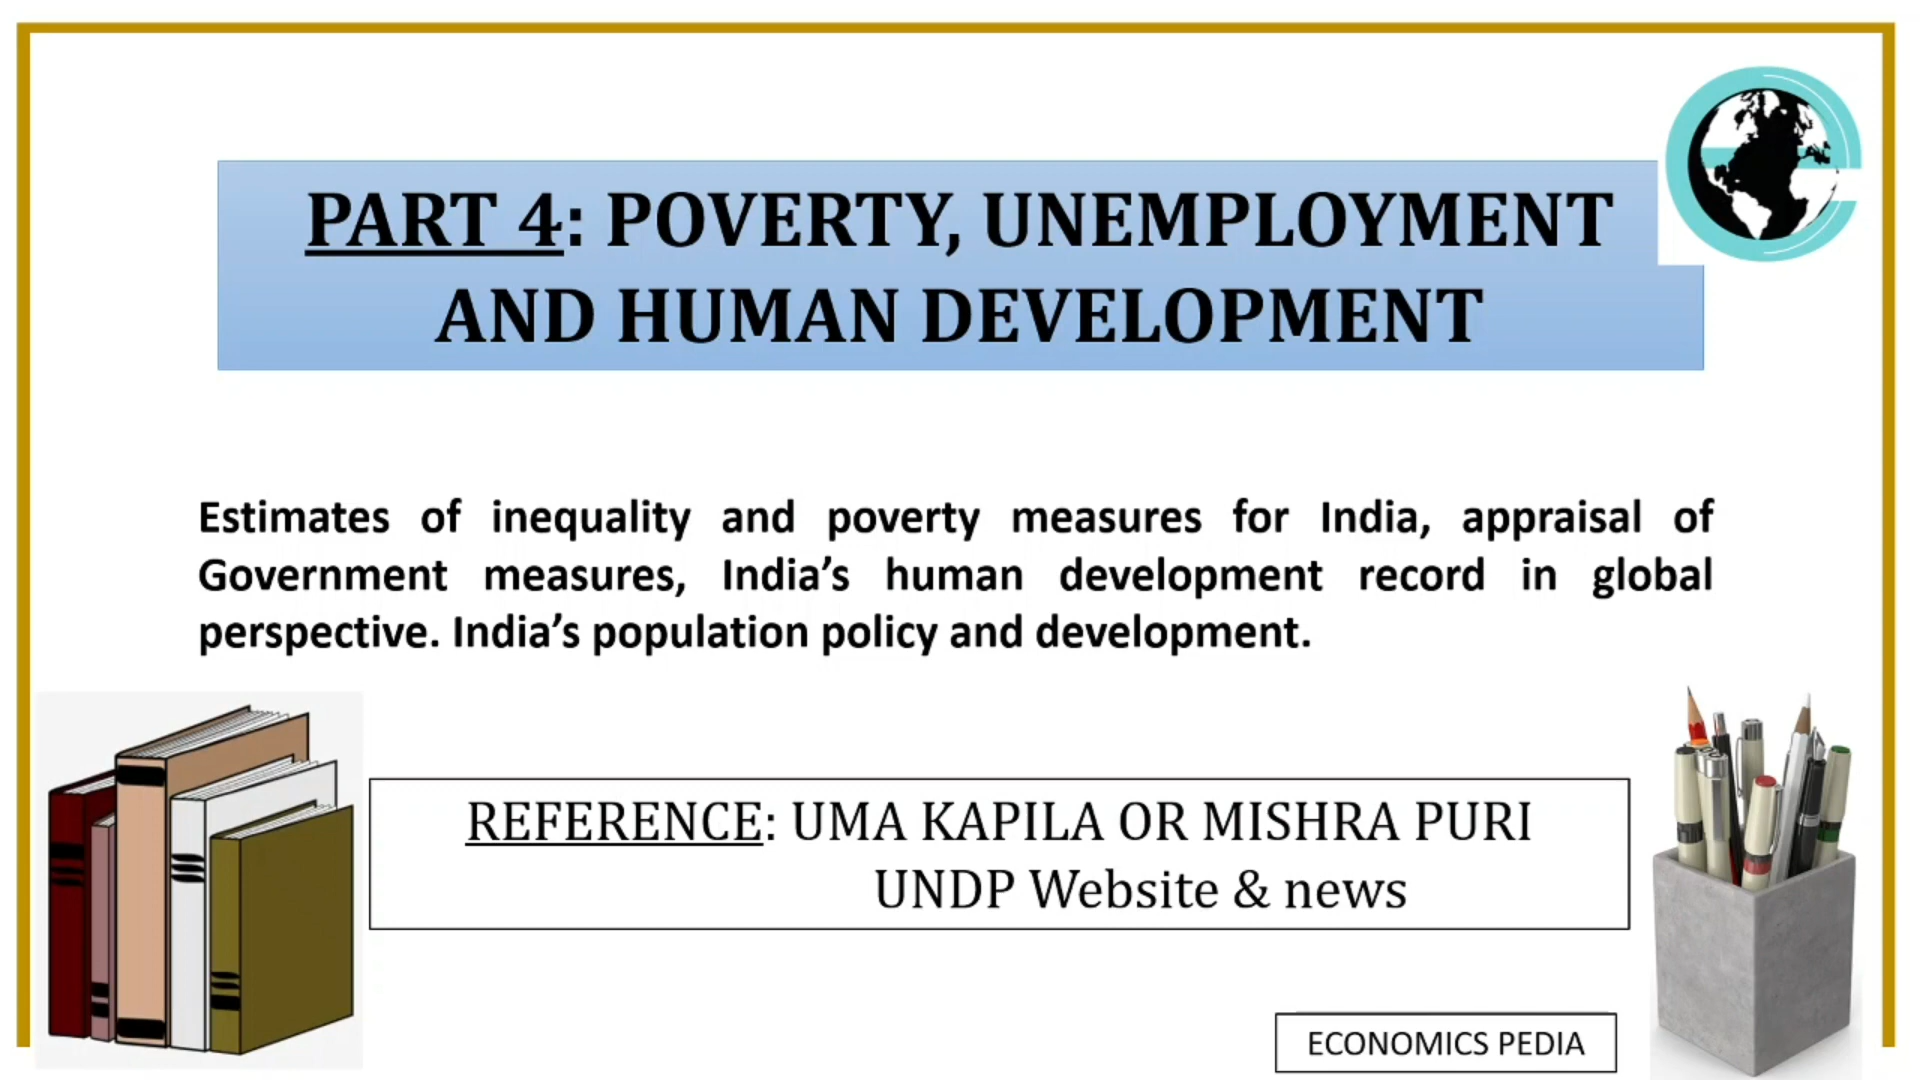 PART 4: POVERTY, UNEMPLOYMENT
AND HUMAN DEVELOPMENT
Estimates of inequality and poverty measures for India, appraisal of
Government measures, India’s human development record in global
perspective. India’s population policy and development.
REFERENCE: UMA KAPILA OR MISHRA PURI
UNDP Website & news
ECONOMICS PEDIA